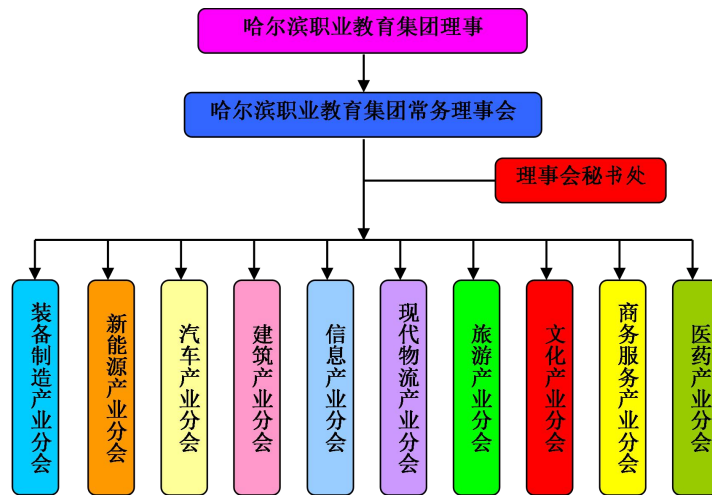 哈尔滨职业教育集团理事
哈尔滨职业教育集团常务理事会
理事会秘书处
装备制造产业分会
新能源产业分会
汽车产业分会
建筑产业分会
信息产业分会
现代物流产业分会
旅游产业分会
文化产业分会
商务服务产业分会
医药产业分会